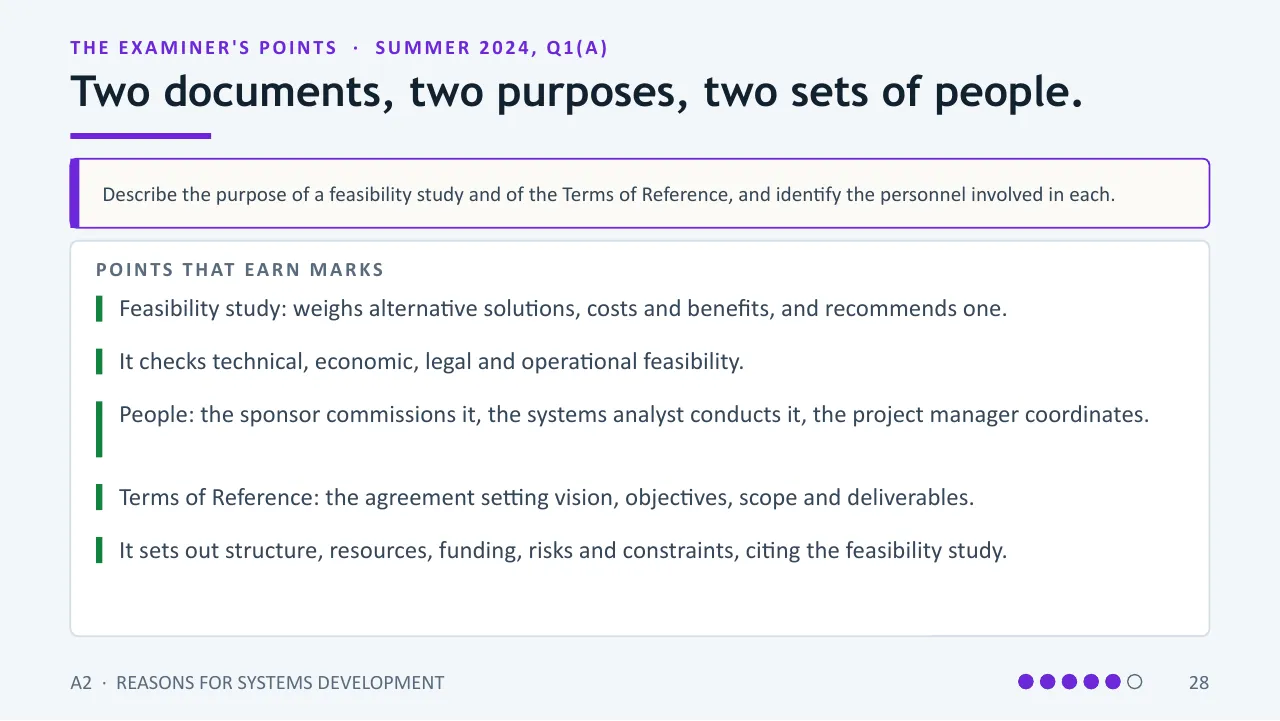 THE EXAMINER'S POINTS · SUMMER 2024, Q1(A)
Two documents, two purposes, two sets of people.
Describe the purpose of a feasibility study and of the Terms of Reference, and identify the personnel involved in each.
POINTS THAT EARN MARKS
Feasibility study: weighs alternative solutions, costs and benefits, and recommends one.
It checks technical, economic, legal and operational feasibility.
People: the sponsor commissions it, the systems analyst conducts it, the project manager coordinates.
Terms of Reference: the agreement setting vision, objectives, scope and deliverables.
It sets out structure, resources, funding, risks and constraints, citing the feasibility study.
A2 · REASONS FOR SYSTEMS DEVELOPMENT
28